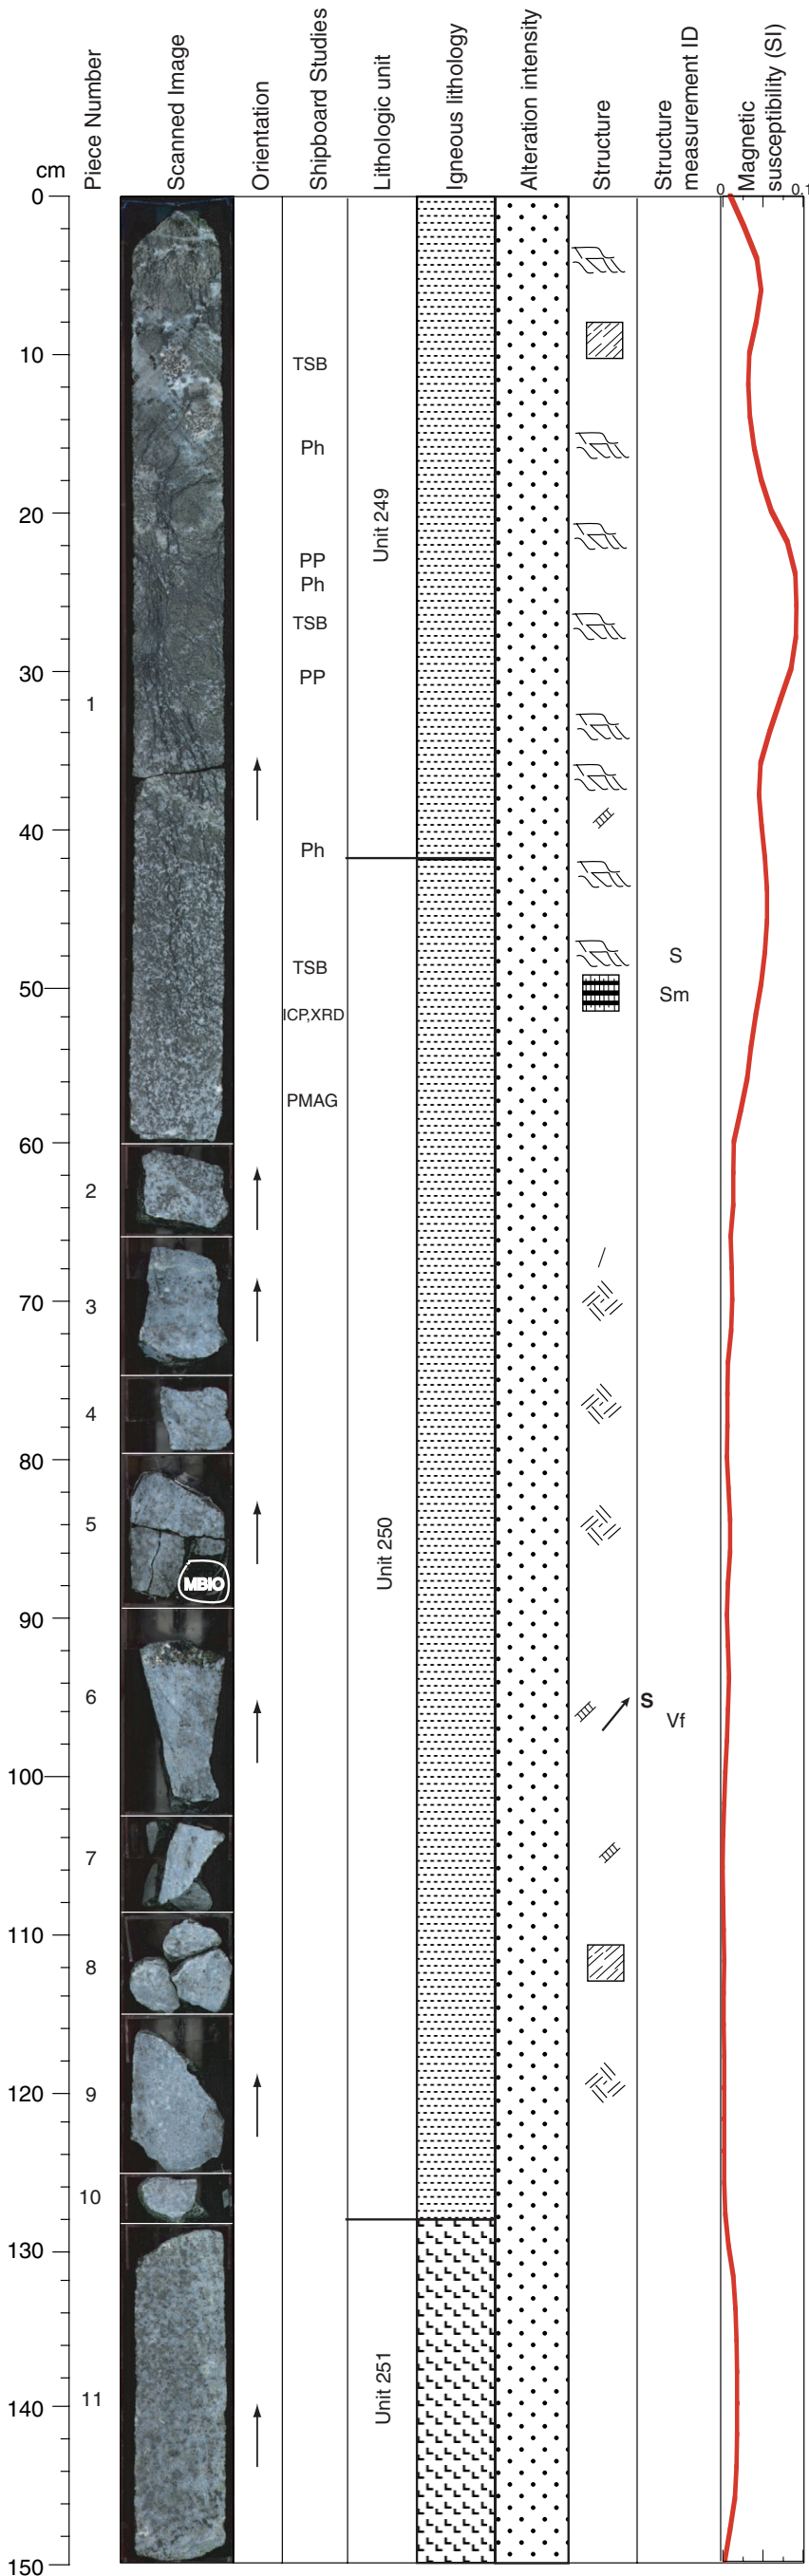 cm
Piece Number
Scanned Image
Orientation
Shipboard Studies
Lithologic unit
Igneous lithology
Alteration intensity
Structure
Structure
measurement ID
Magnetic
susceptibility (SI)
0 0.1
0
10
TSB
Ph
20
Unit 249
PP
Ph
TSB
30
PP
1
40
Ph
S
TSB
50
Sm
ICP,XRD
PMAG
60
2
70
3
4
80
5
Unit 250
MBIO
90
6
S
Vf
100
7
110
8
120
9
10
130
11
Unit 251
140
150